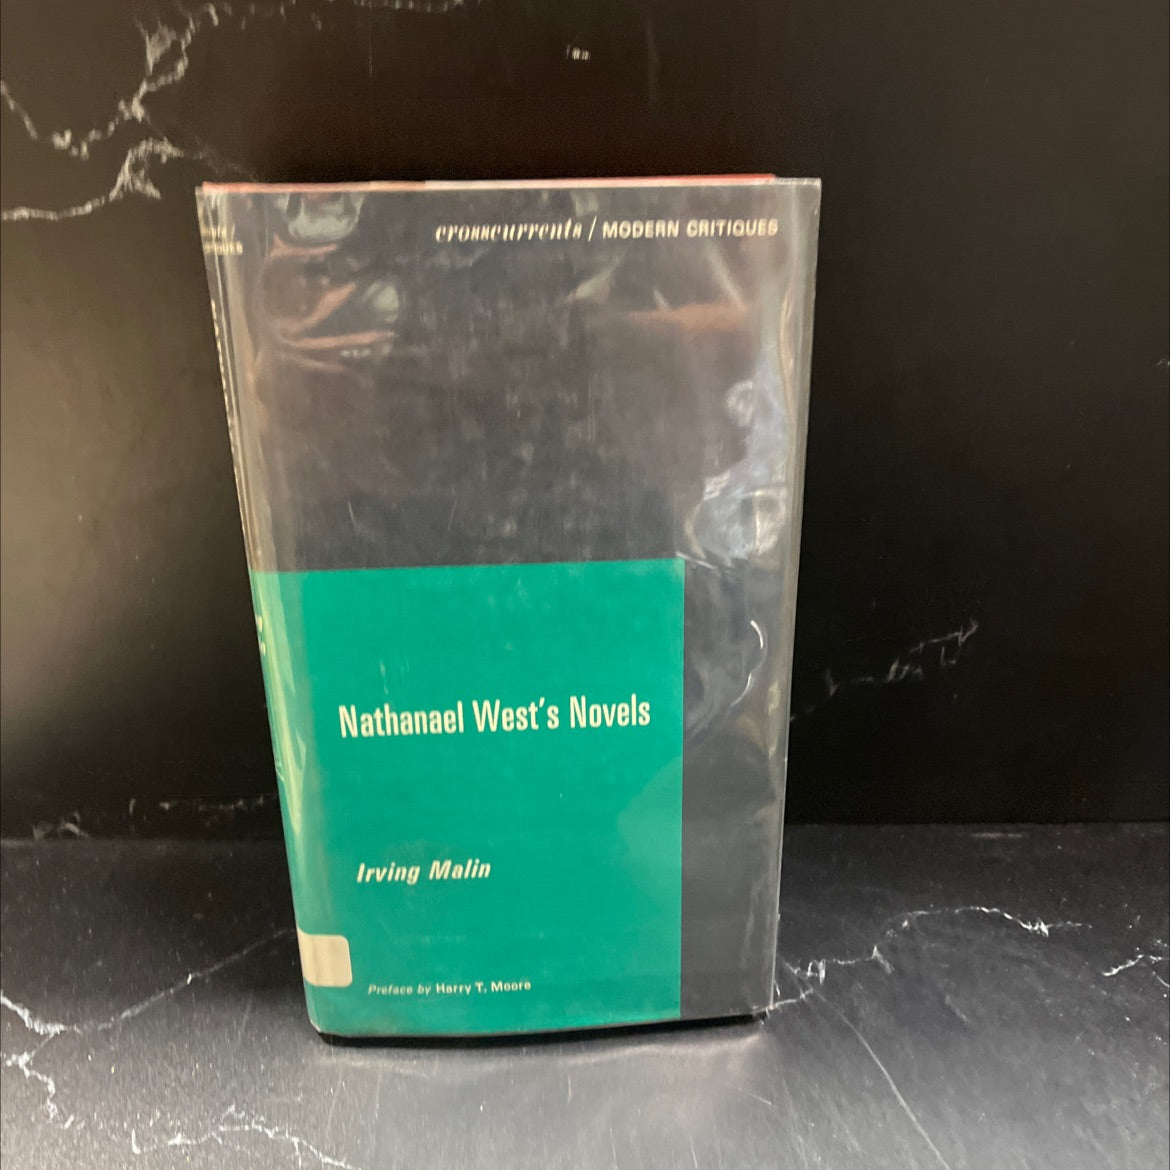 crosscurrents / MODERN CRITIQUES
Nathanael West's Novels
Irving Malin
Preface by Harry T. Moore